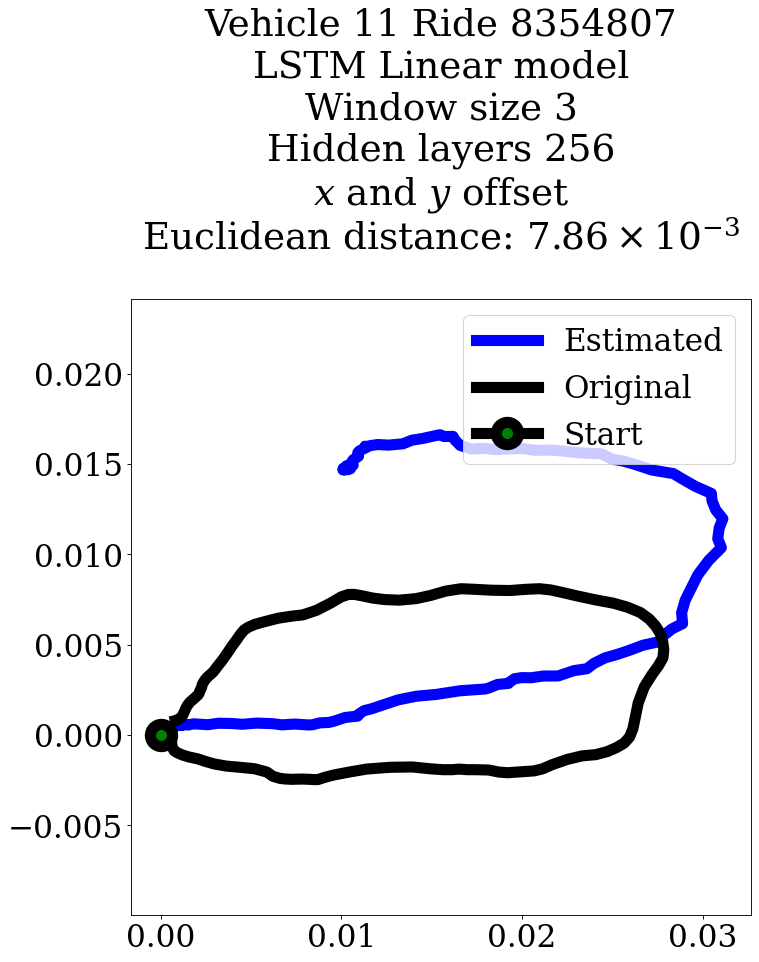 Vehicle 11 Ride 8354807
LSTM Linear model
Window size 3
Hidden layers 256
x and y offset
Euclidean distance: 7.86 × 10⁻³
Estimated
Original
Start
0.020
0.015
0.010
0.005
0.000
−0.005
0.00 0.01 0.02 0.03